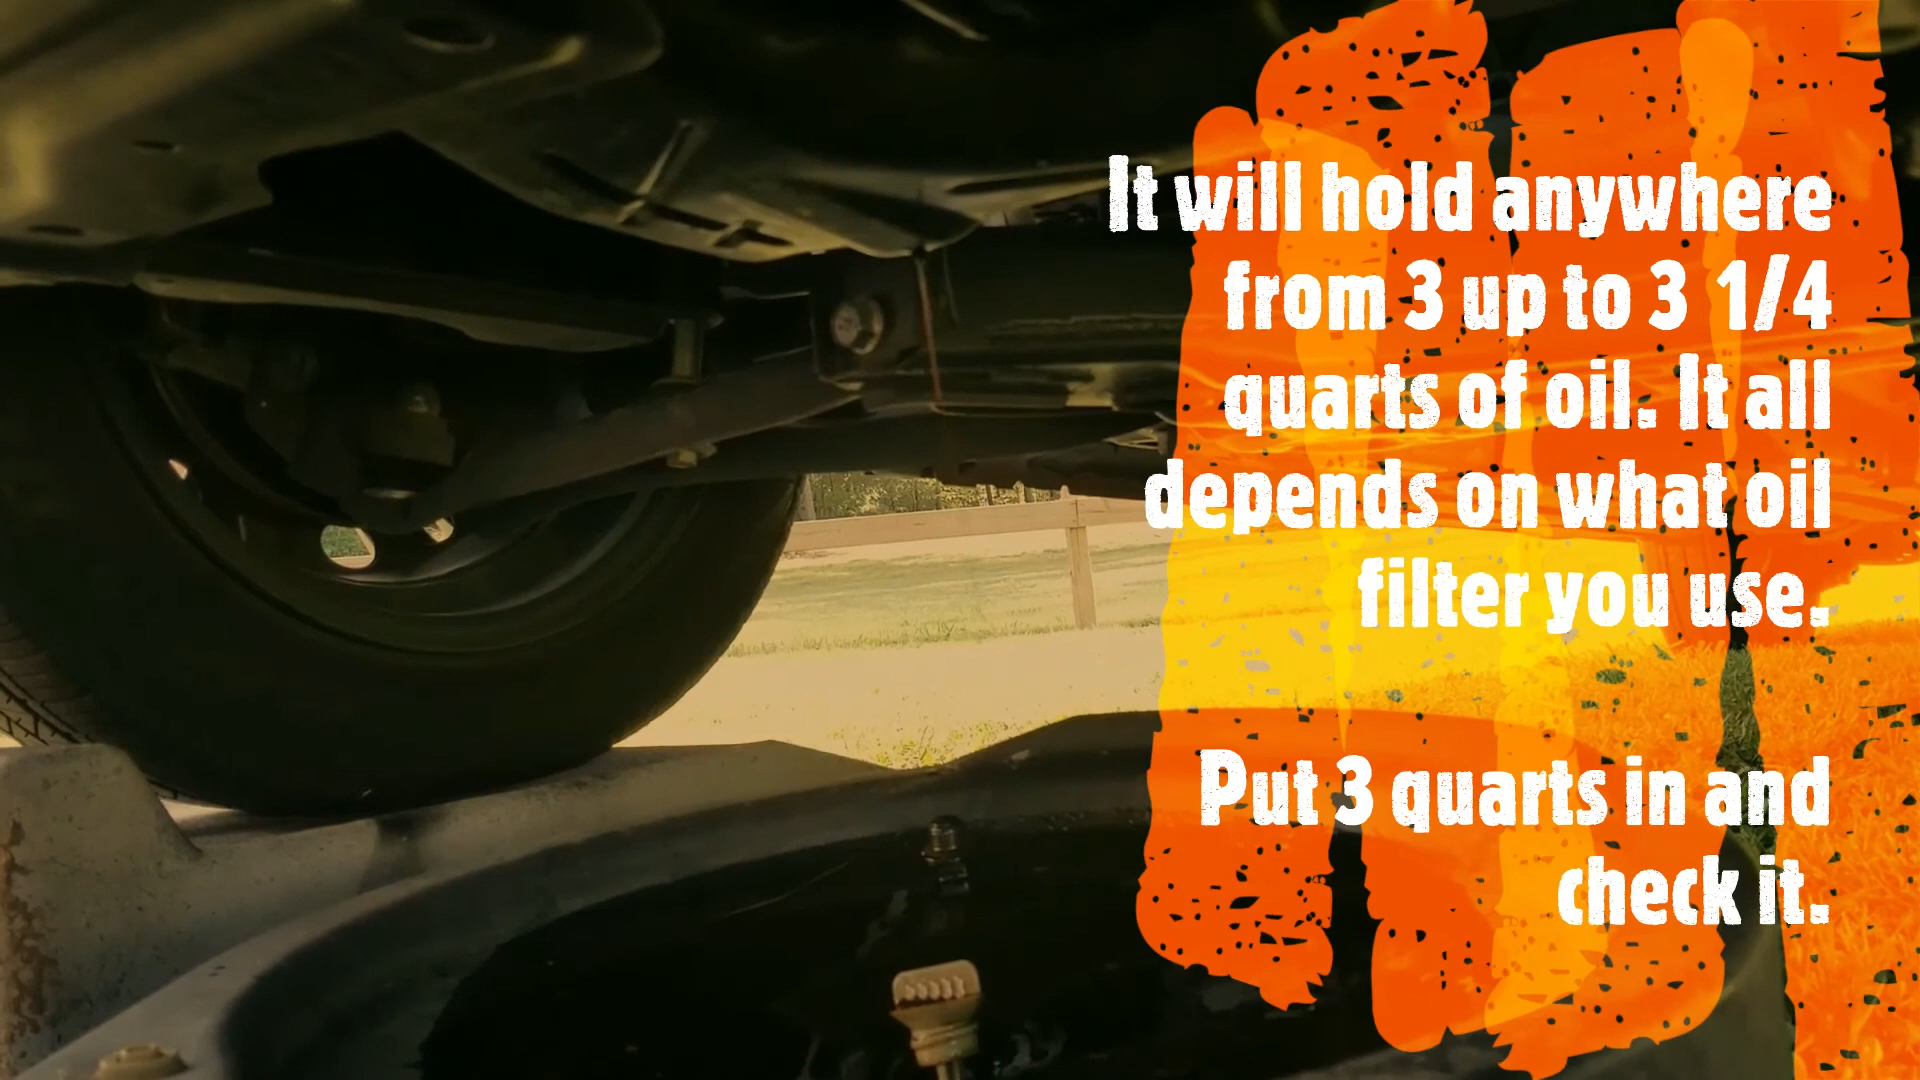 It will hold anywhere
from 3 up to 3 1/4
quarts of oil. It all
depends on what oil
filter you use.
Put 3 quarts in and
check it.